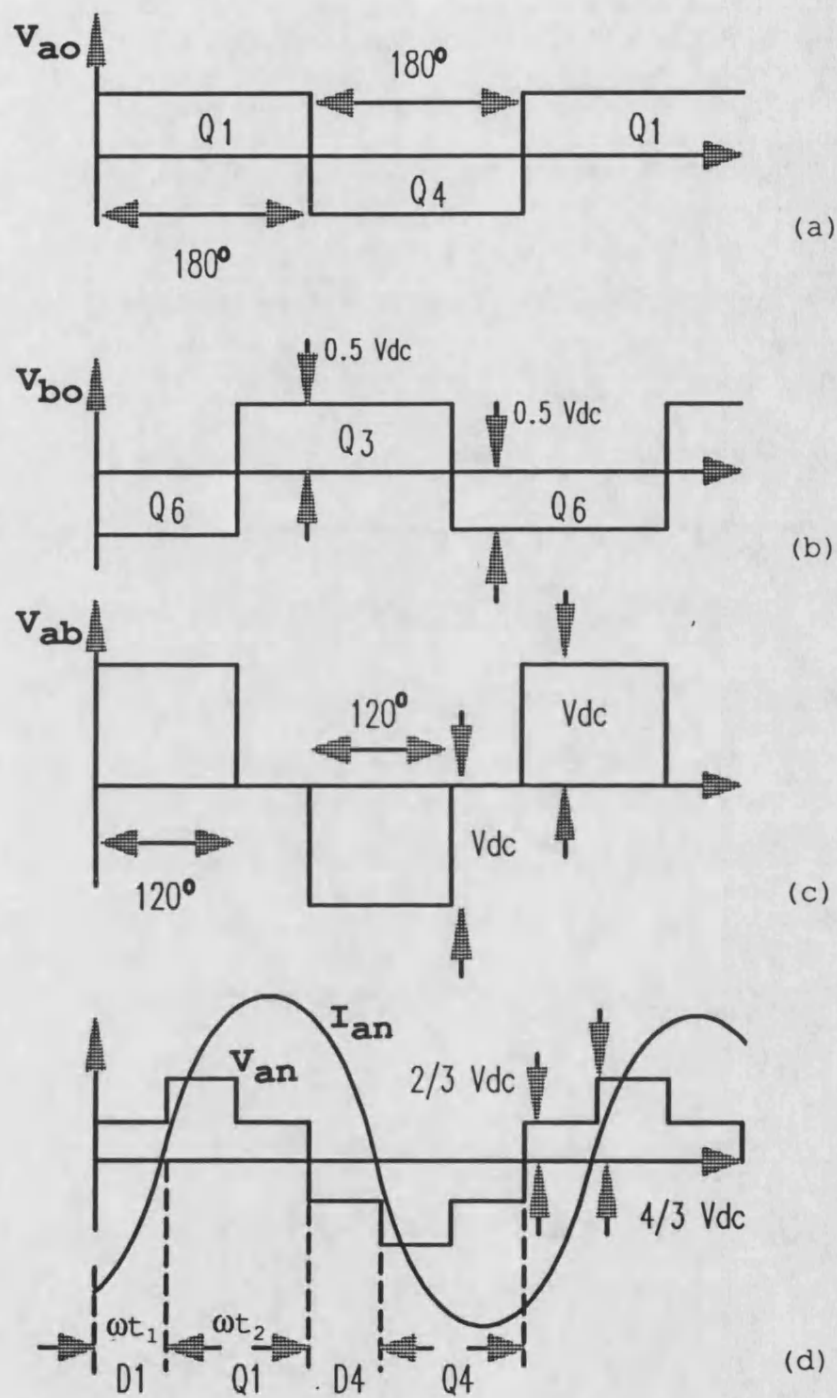 Vao
180°
Q1
Q1
Q4
180°
(a)
Vbo
0.5 Vdc
0.5 Vdc
Q3
Q6
Q6
(b)
Vab
120°
Vdc
Vdc
120°
(c)
Ian
Van
2/3 Vdc
4/3 Vdc
ωt1
ωt2
D1
Q1
D4
Q4
(d)